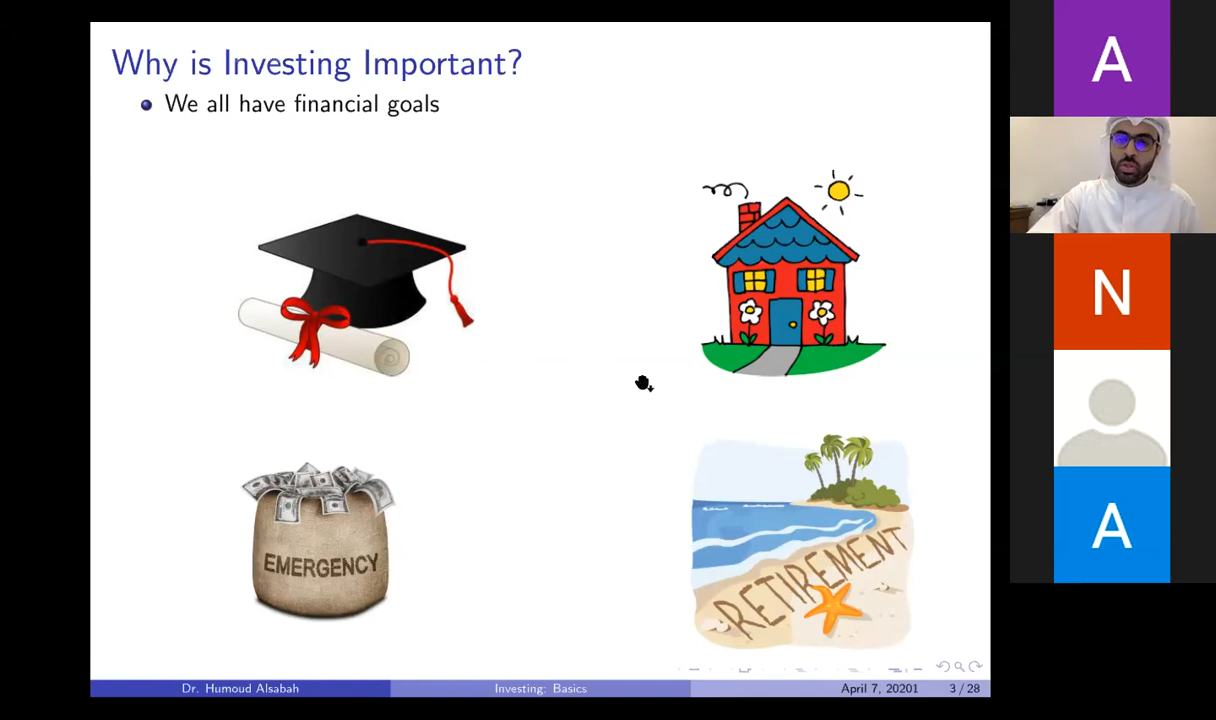 Why is Investing Important?
We all have financial goals
EMERGENCY
RETIREMENT
Dr. Humoud Alsabah
Investing: Basics
April 7, 20201
3 / 28
A
N
A